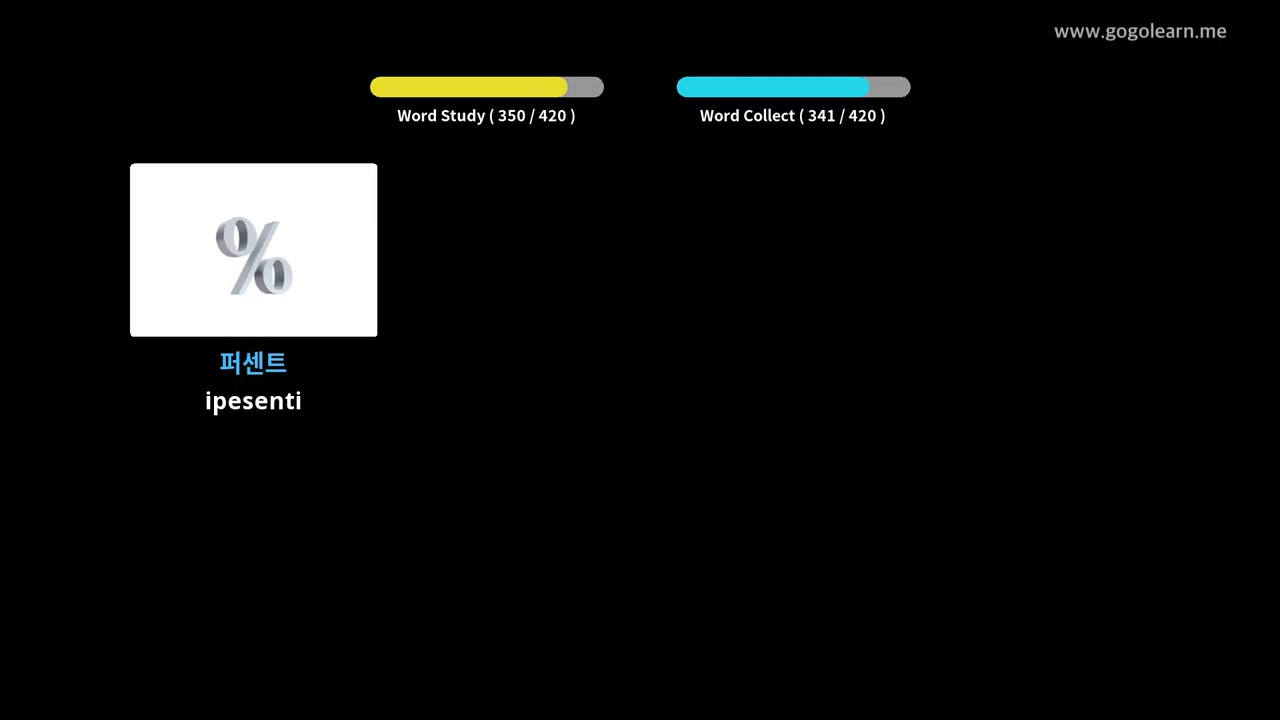 www.gogolearn.me
Word Study ( 350 / 420 )
Word Collect ( 341 / 420 )
%
퍼센트
ipesenti